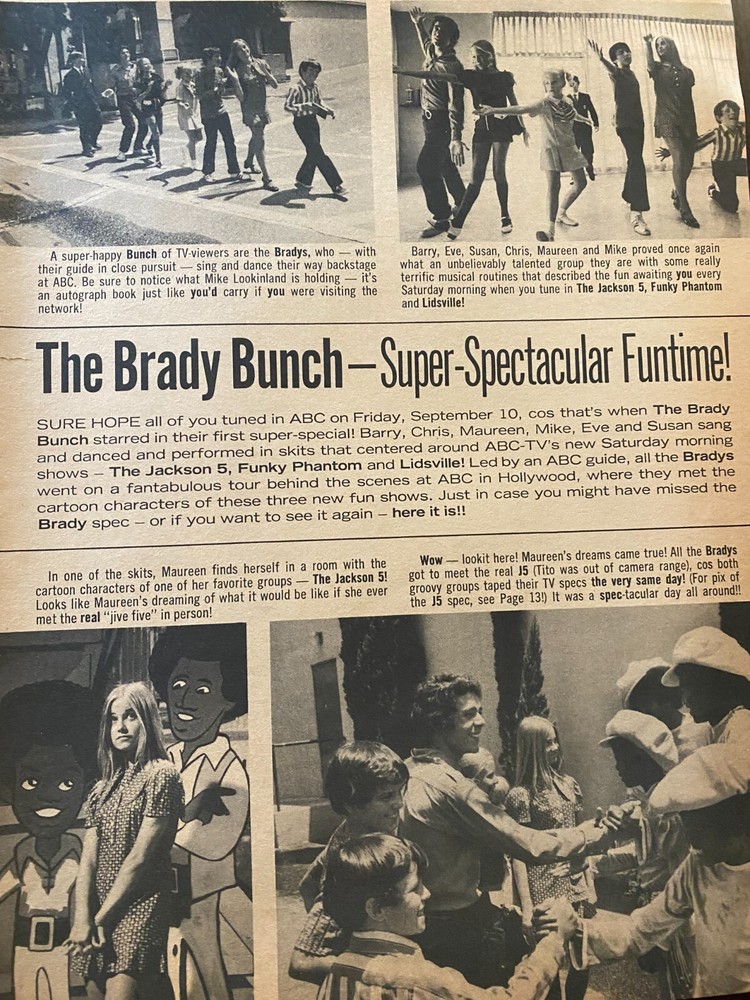 A super-happy Bunch of TV-viewers are the Bradys, who — with
their guide in close pursuit — sing and dance their way backstage
at ABC. Be sure to notice what Mike Lookinland is holding — it's
an autograph book just like you'd carry if you were visiting the
network!
Barry, Eve, Susan, Chris, Maureen and Mike proved once again
what an unbelievably talented group they are with some really
terrific musical routines that described the fun awaiting you every
Saturday morning when you tune in The Jackson 5, Funky Phantom
and Lidsville!
The Brady Bunch — Super-Spectacular Funtime!
SURE HOPE all of you tuned in ABC on Friday, September 10, cos that's when The Brady
Bunch starred in their first super-special! Barry, Chris, Maureen, Mike, Eve and Susan sang
and danced and performed in skits that centered around ABC-TV's new Saturday morning
shows — The Jackson 5, Funky Phantom and Lidsville! Led by an ABC guide, all the Bradys
went on a fantabulous tour behind the scenes at ABC in Hollywood, where they met the
cartoon characters of these three new fun shows. Just in case you might have missed the
Brady spec — or if you want to see it again — here it is!!
In one of the skits, Maureen finds herself in a room with the
cartoon characters of one of her favorite groups — The Jackson 5!
Looks like Maureen's dreaming of what it would be like if she ever
met the real "jive five" in person!
Wow — lookit here! Maureen's dreams came true! All the Bradys
got to meet the real J5 (Tito was out of camera range), cos both
groovy groups taped their TV specs the very same day! (For pix of
the J5 spec, see Page 13!) It was a spec-tacular day all around!!